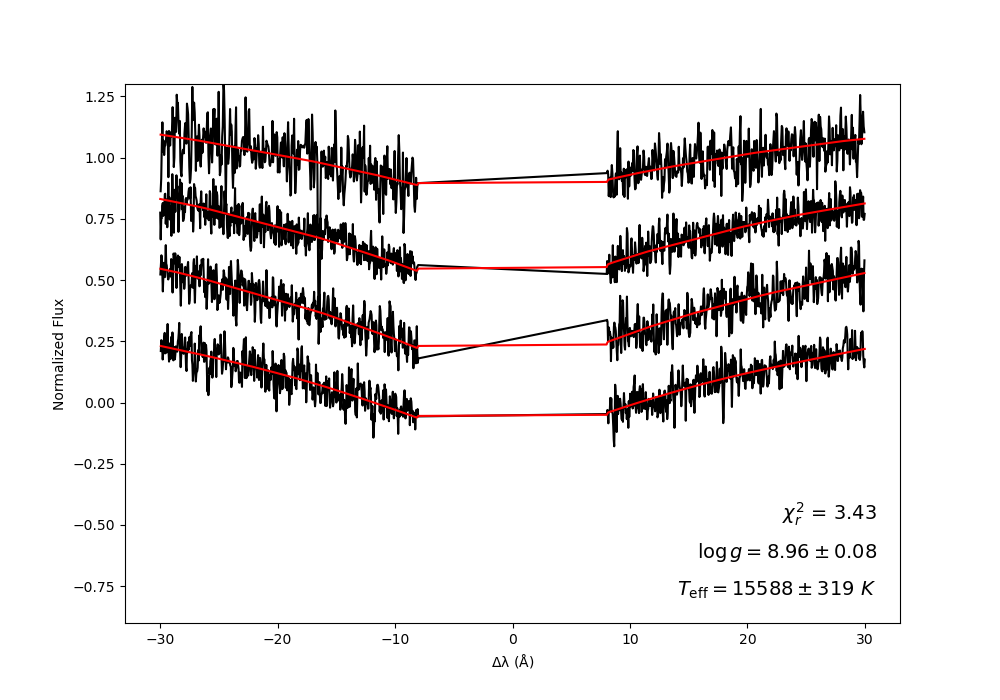 1.25
1.00
0.75
0.50
0.25
0.00
−0.25
−0.50
−0.75
Normalized Flux
χ²ᵣ = 3.43
log g = 8.96 ± 0.08
T_eff = 15588 ± 319 K
−30 −20 −10 0 10 20 30
Δλ (Å)